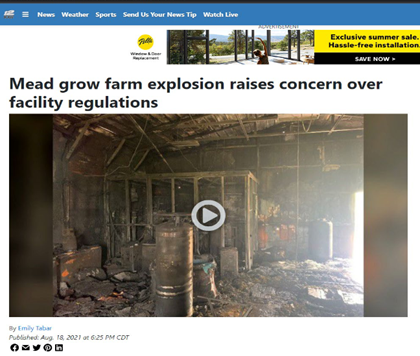 News Weather Sports Send Us Your News Tip Watch Live
ADVERTISEMENT
Pella
Window & Door
Replacement
Exclusive summer sale.
Hassle-free installation.
SAVE NOW >
Mead grow farm explosion raises concern over
facility regulations
By Emily Tabar
Published: Aug. 18, 2021 at 6:25 PM CDT